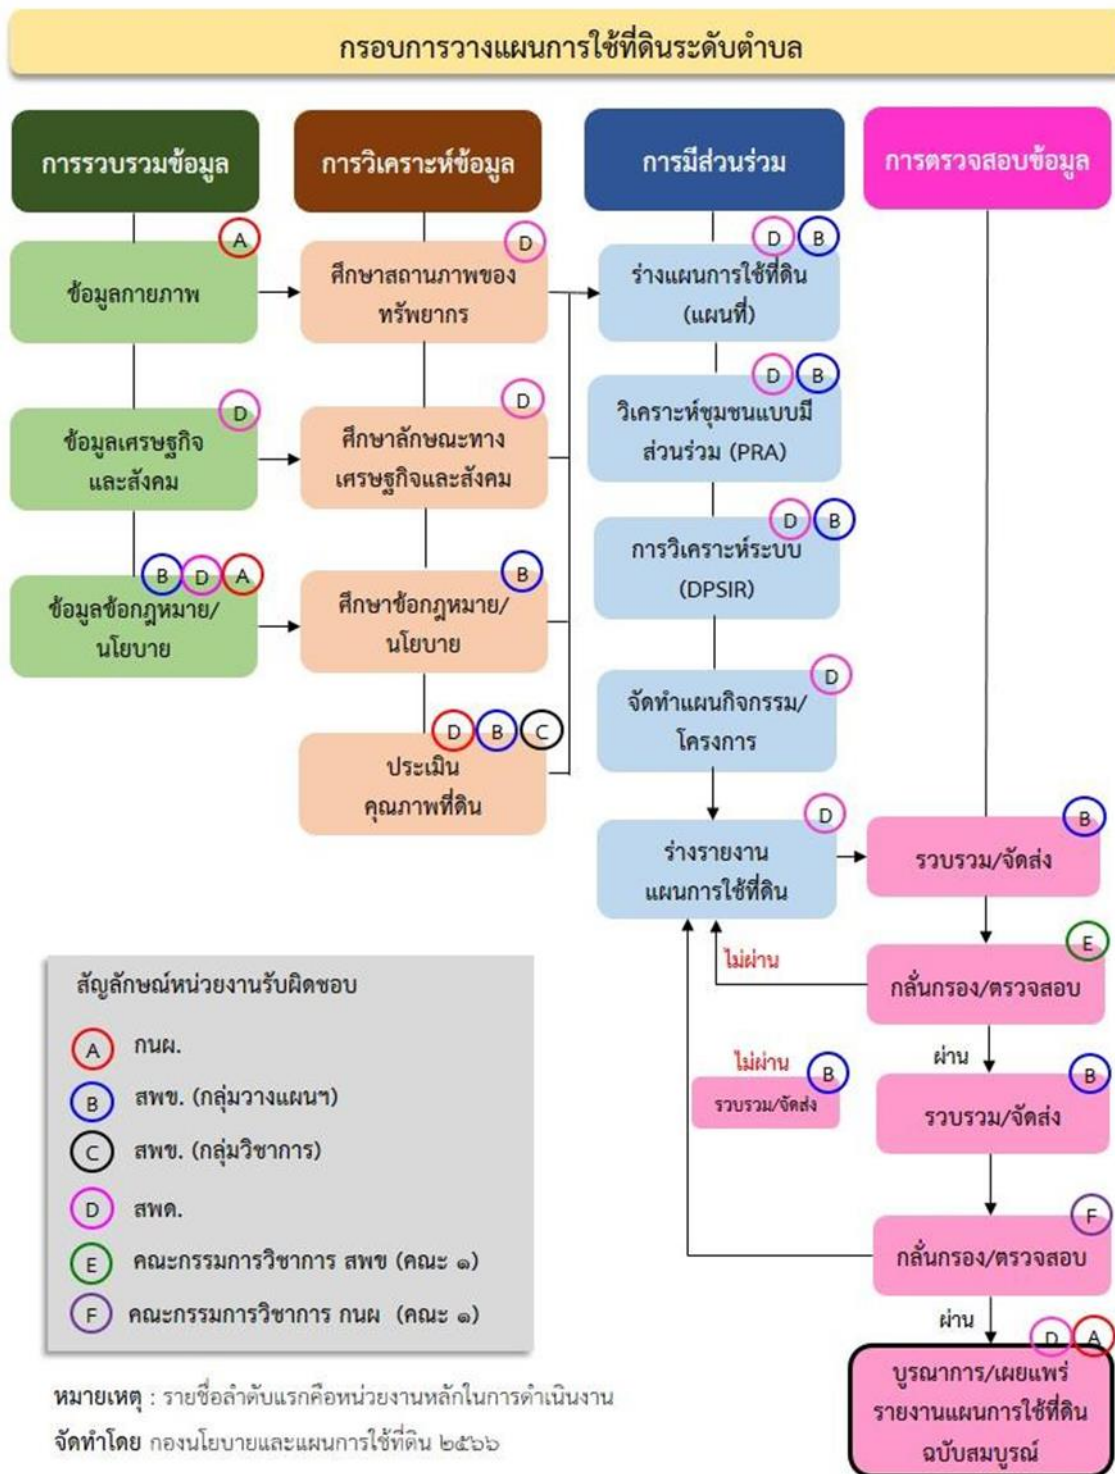 กรอบการวางแผนการใช้ที่ดินระดับตำบล
การรวบรวมข้อมูล
A
ข้อมูลกายภาพ
D
ข้อมูลเศรษฐกิจ
และสังคม
B D A
ข้อมูลข้อกฎหมาย/
นโยบาย
การวิเคราะห์ข้อมูล
D
ศึกษาสถานภาพของ
ทรัพยากร
D
ศึกษาลักษณะทาง
เศรษฐกิจและสังคม
B
ศึกษาข้อกฎหมาย/
นโยบาย
D B C
ประเมิน
คุณภาพที่ดิน
การมีส่วนร่วม
D B
ร่างแผนการใช้ที่ดิน
(แผนที่)
D B
วิเคราะห์ชุมชนแบบมี
ส่วนร่วม (PRA)
D B
การวิเคราะห์ระบบ
(DPSIR)
D
จัดทำแผนกิจกรรม/
โครงการ
D
ร่างรายงาน
แผนการใช้ที่ดิน
การตรวจสอบข้อมูล
B
รวบรวม/จัดส่ง
E
กลั่นกรอง/ตรวจสอบ
ไม่ผ่าน
ผ่าน
B
รวบรวม/จัดส่ง
ไม่ผ่าน
B
รวบรวม/จัดส่ง
F
กลั่นกรอง/ตรวจสอบ
ผ่าน
D A
บูรณาการ/เผยแพร่
รายงานแผนการใช้ที่ดิน
ฉบับสมบูรณ์
สัญลักษณ์หน่วยงานรับผิดชอบ
A กนผ.
B สพข. (กลุ่มวางแผนฯ)
C สพข. (กลุ่มวิชาการ)
D สพด.
E คณะกรรมการวิชาการ สพข (คณะ ๑)
F คณะกรรมการวิชาการ กนผ (คณะ ๑)
หมายเหตุ : รายชื่อลำดับแรกคือหน่วยงานหลักในการดำเนินงาน
จัดทำโดย กองนโยบายและแผนการใช้ที่ดิน ๒๕๖๖